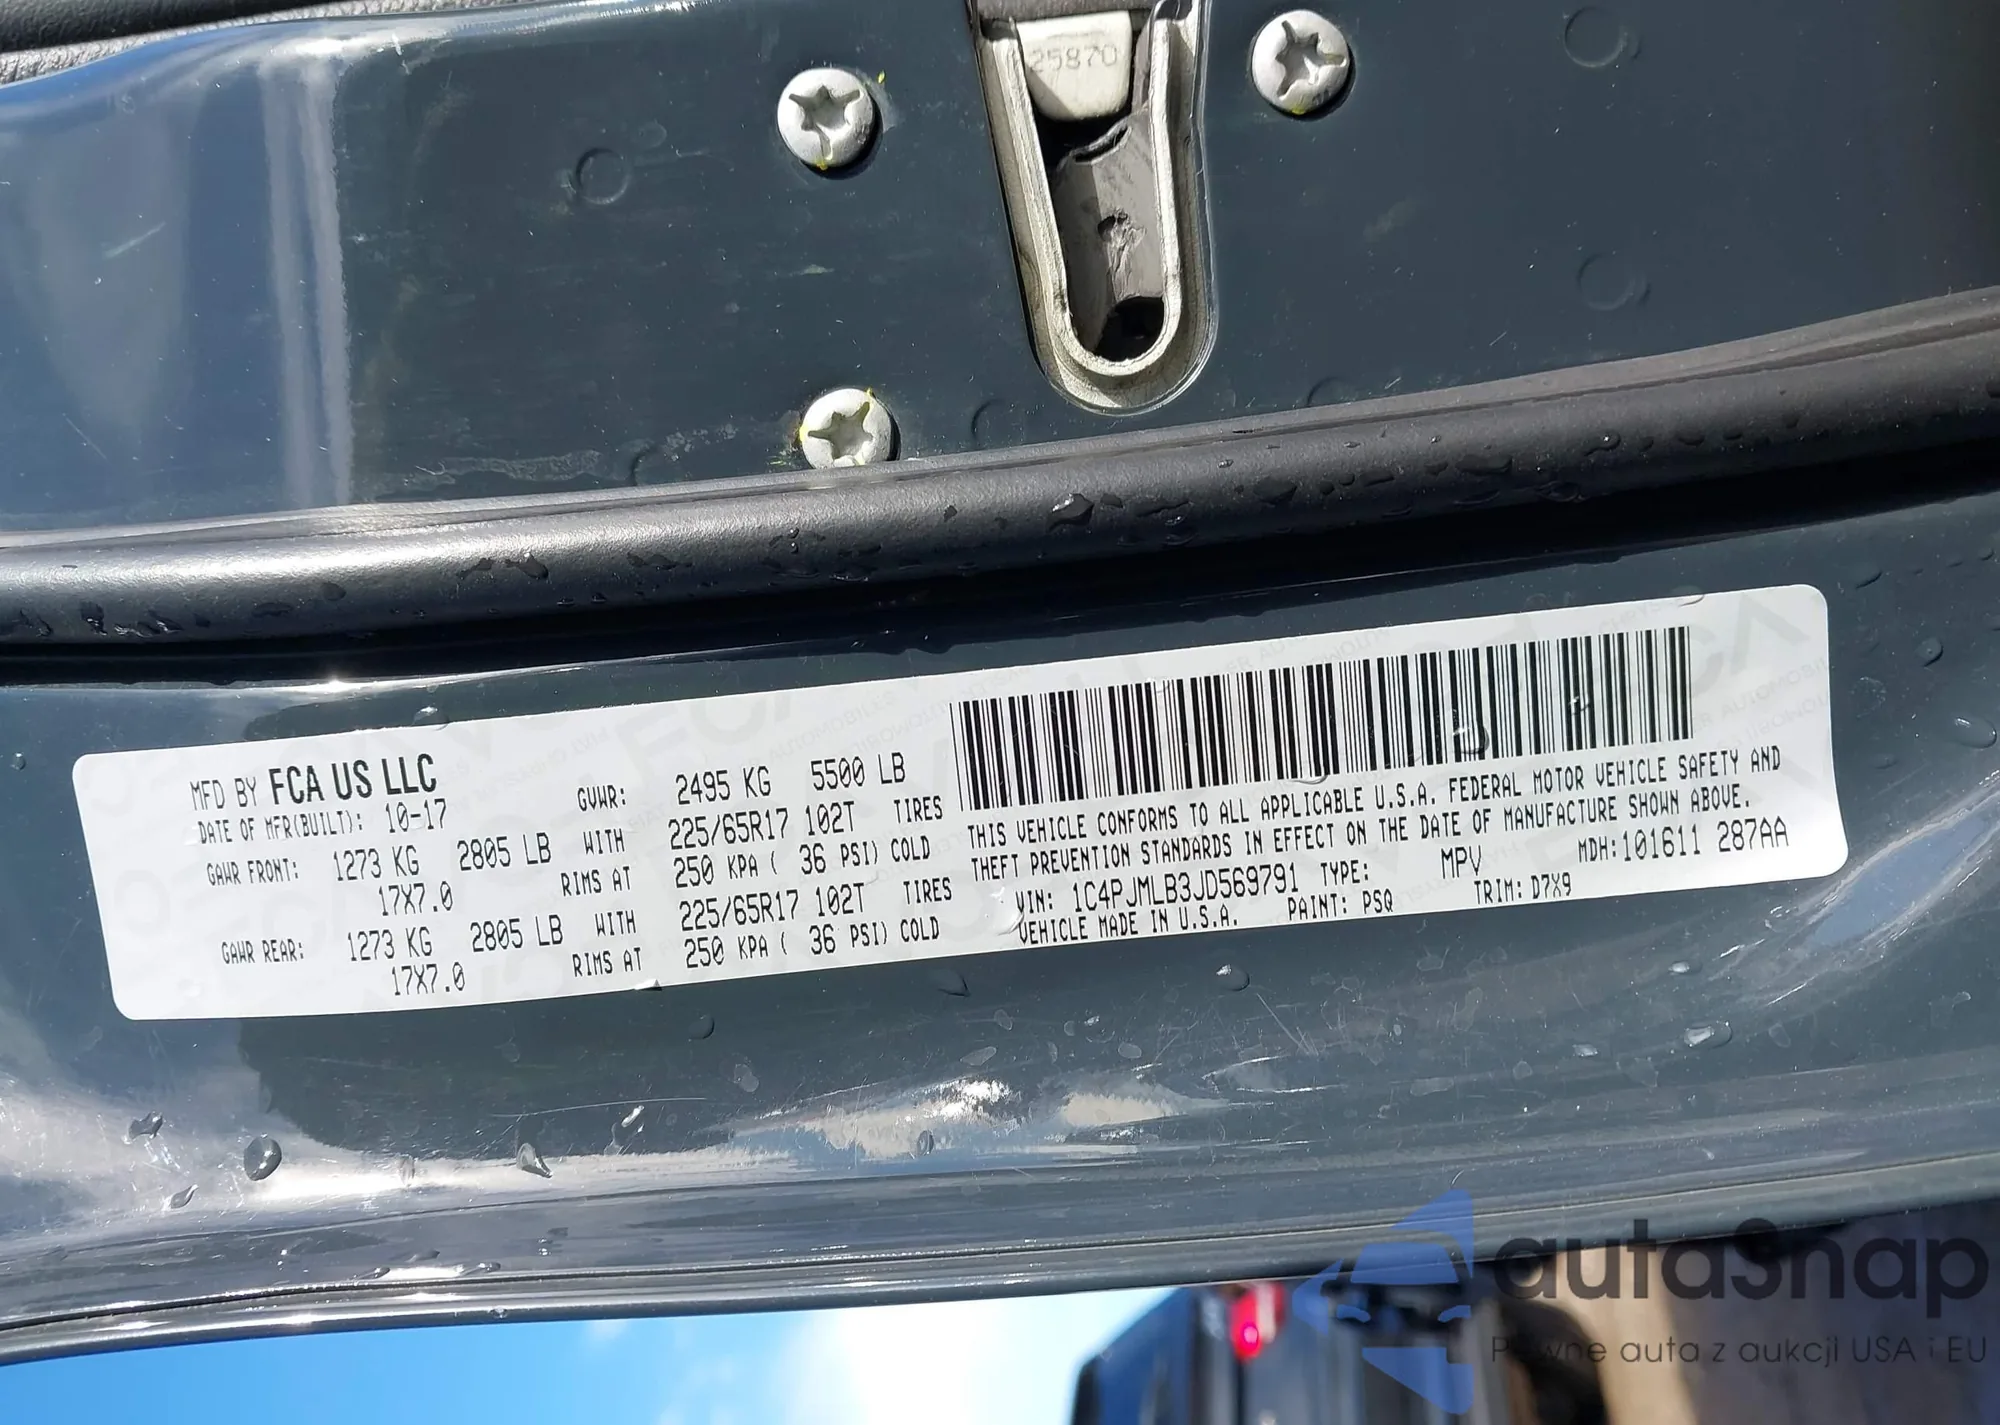 25870
MFD BY FCA US LLC
DATE OF MFR(BUILT): 10-17
GVWR: 2495 KG 5500 LB
GAWR FRONT: 1273 KG 2805 LB WITH 225/65R17 102T TIRES
17X7.0 RIMS AT 250 KPA ( 36 PSI) COLD
GAWR REAR: 1273 KG 2805 LB WITH 225/65R17 102T TIRES
17X7.0 RIMS AT 250 KPA ( 36 PSI) COLD
THIS VEHICLE CONFORMS TO ALL APPLICABLE U.S.A. FEDERAL MOTOR VEHICLE SAFETY AND
THEFT PREVENTION STANDARDS IN EFFECT ON THE DATE OF MANUFACTURE SHOWN ABOVE.
VIN: 1C4PJMLB3JD569791 TYPE: MPV MDH:101611 287AA
VEHICLE MADE IN U.S.A. PAINT: PSQ TRIM: D7X9
autaSnap
Pewne auta z aukcji USA i EU